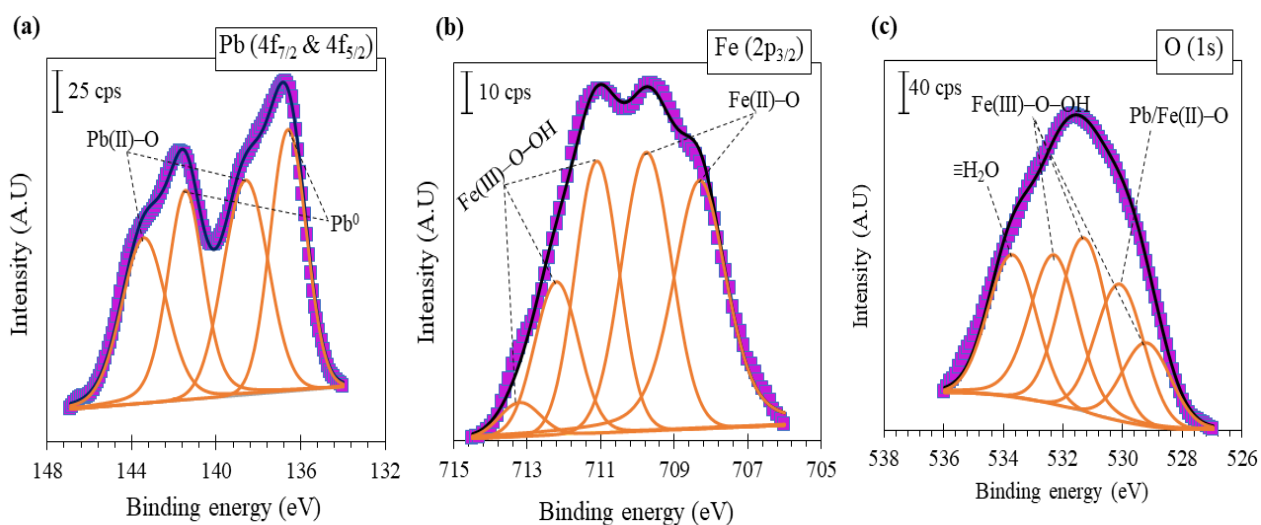 (a)
Pb (4f7/2 & 4f5/2)
25 cps
Pb(II)–O
Pb0
Intensity (A.U)
148 144 140 136 132
Binding energy (eV)
(b)
Fe (2p3/2)
10 cps
Fe(II)–O
Fe(III)–O–OH
Intensity (A.U)
715 713 711 709 707 705
Binding energy (eV)
(c)
O (1s)
40 cps
Fe(III)–O–OH
Pb/Fe(II)–O
≡H2O
Intensity (A.U)
538 536 534 532 530 528 526
Binding energy (eV)